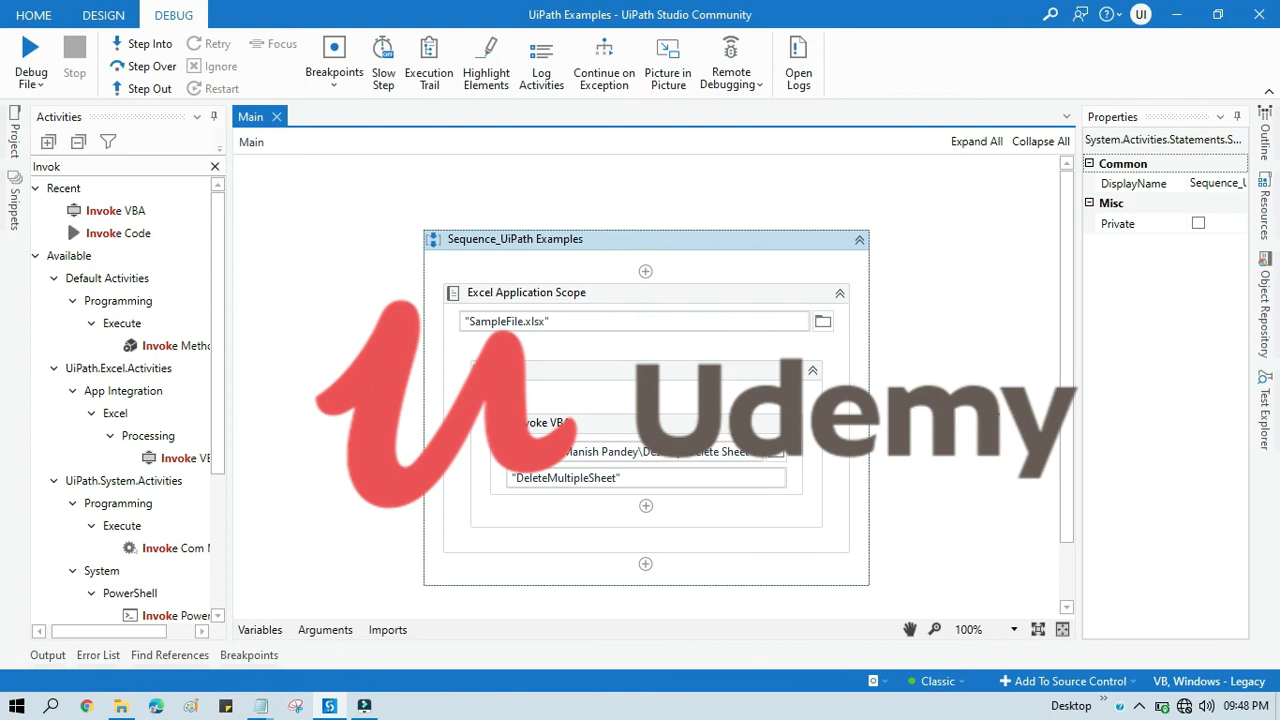 HOME
DESIGN
DEBUG
UiPath Examples - UiPath Studio Community
UI
Debug File
Stop
Step Into
Step Over
Step Out
Retry
Ignore
Restart
Focus
Breakpoints
Slow Step
Execution Trail
Highlight Elements
Log Activities
Continue on Exception
Picture in Picture
Remote Debugging
Open Logs
Project
Snippets
Activities
Invok
Recent
Invoke VBA
Invoke Code
Available
Default Activities
Programming
Execute
Invoke Metho
UiPath.Excel.Activities
App Integration
Excel
Processing
Invoke VB
UiPath.System.Activities
Programming
Execute
Invoke Com
System
PowerShell
Invoke Power
Main
Main
Expand All
Collapse All
Sequence_UiPath Examples
Excel Application Scope
"SampleFile.xlsx"
Udemy
"DeleteMultipleSheet"
Variables
Arguments
Imports
100%
Properties
System.Activities.Statements.S...
Common
DisplayName
Sequence_U
Misc
Private
Outline
Resources
Object Repository
Test Explorer
Output
Error List
Find References
Breakpoints
Classic
Add To Source Control
VB, Windows - Legacy
Desktop
09:48 PM